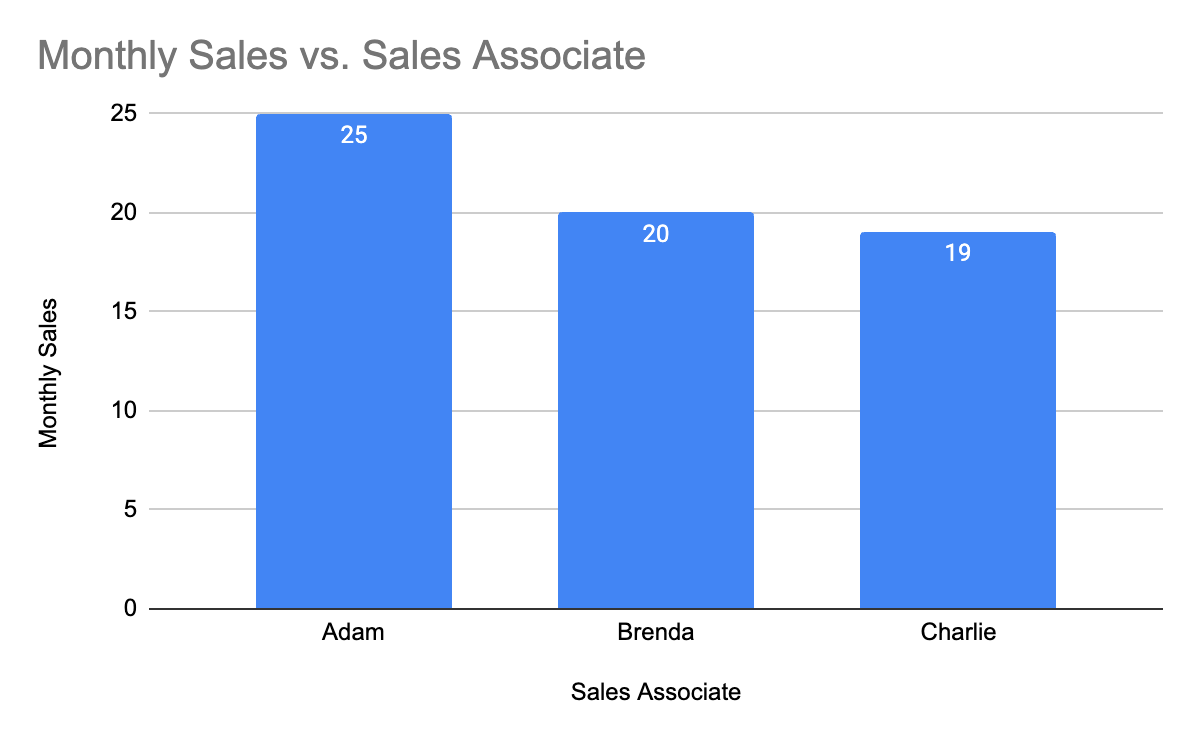 Monthly Sales vs. Sales Associate
25
20
15
10
5
0
Monthly Sales
25
20
19
Adam
Brenda
Charlie
Sales Associate